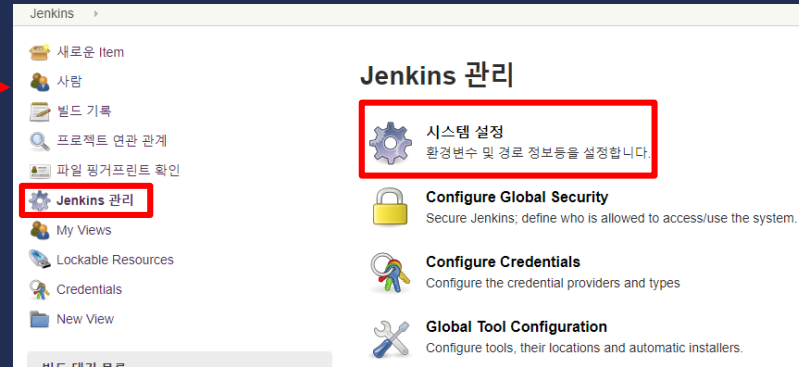 Jenkins
새로운 Item
사람
빌드 기록
프로젝트 연관 관계
파일 핑거프린트 확인
Jenkins 관리
My Views
Lockable Resources
Credentials
New View
Jenkins 관리
시스템 설정
환경변수 및 경로 정보등을 설정합니다.
Configure Global Security
Secure Jenkins; define who is allowed to access/use the system.
Configure Credentials
Configure the credential providers and types
Global Tool Configuration
Configure tools, their locations and automatic installers.